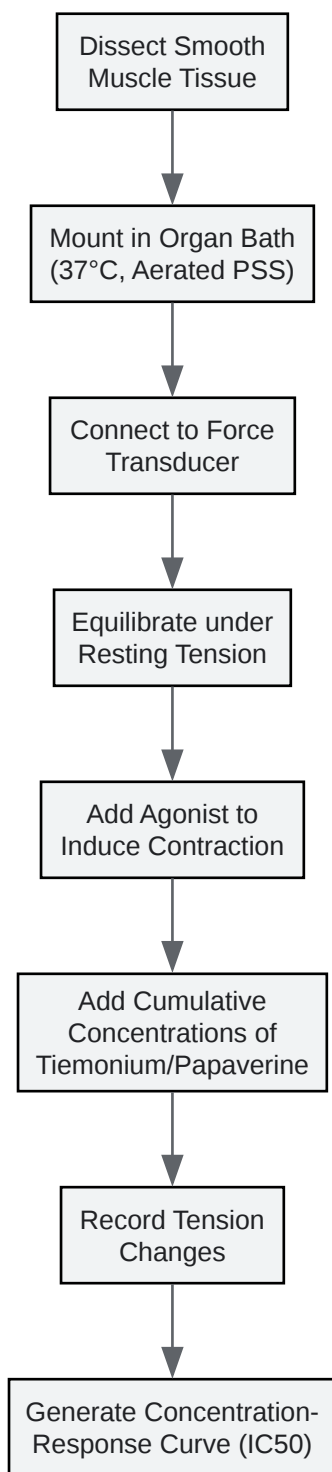 Dissect Smooth
Muscle Tissue
Mount in Organ Bath
(37°C, Aerated PSS)
Connect to Force
Transducer
Equilibrate under
Resting Tension
Add Agonist to
Induce Contraction
Add Cumulative
Concentrations of
Tiemonium/Papaverine
Record Tension
Changes
Generate Concentration-
Response Curve (IC50)